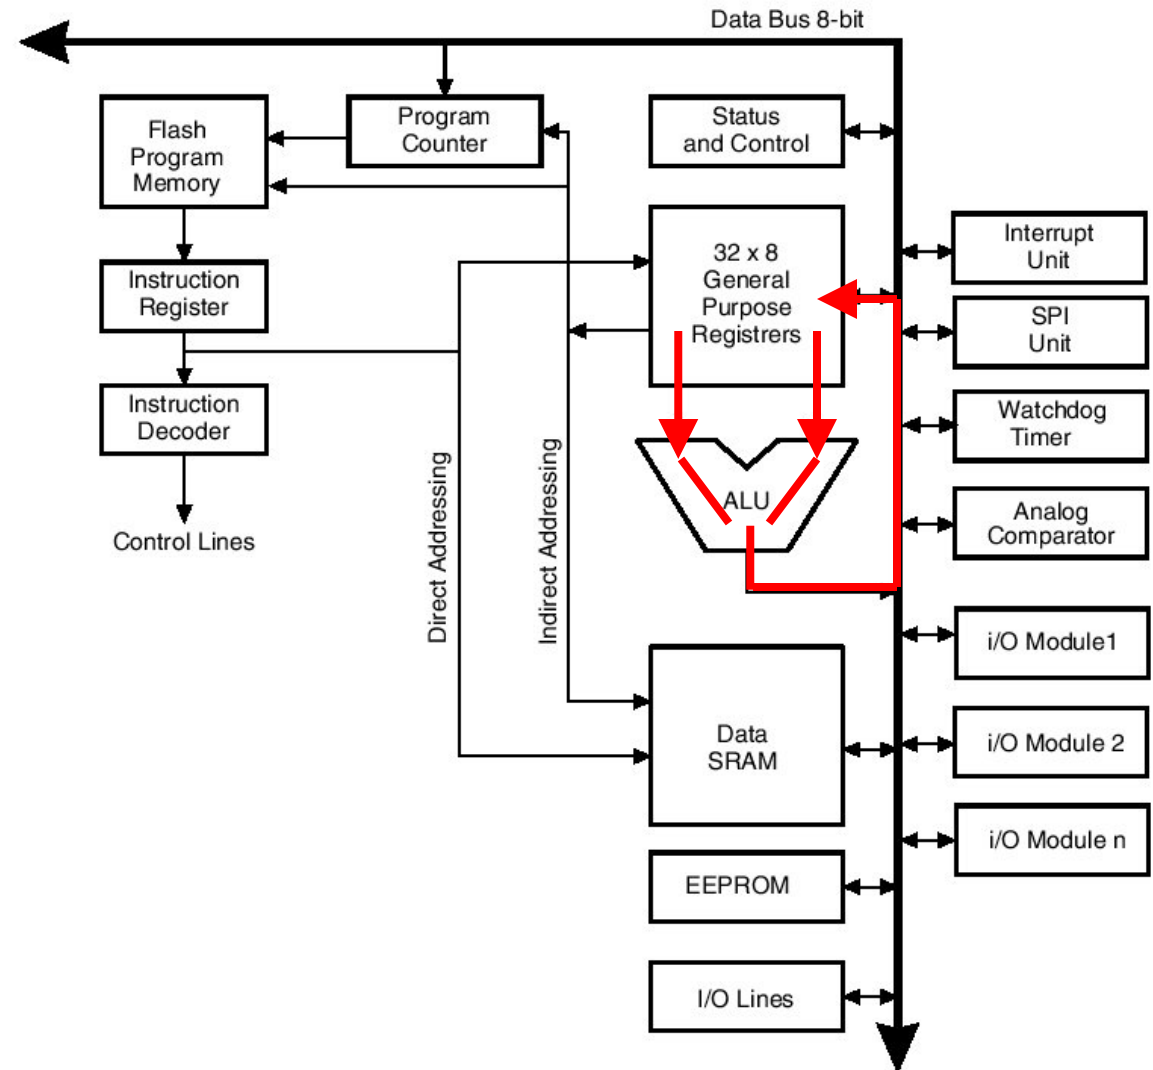 Data Bus 8-bit
Flash
Program
Memory
Program
Counter
Status
and Control
Interrupt
Unit
32 x 8
General
Purpose
Registrers
Instruction
Register
SPI
Unit
Instruction
Decoder
Watchdog
Timer
Control Lines
Direct Addressing
Indirect Addressing
ALU
Analog
Comparator
i/O Module1
Data
SRAM
i/O Module 2
i/O Module n
EEPROM
I/O Lines